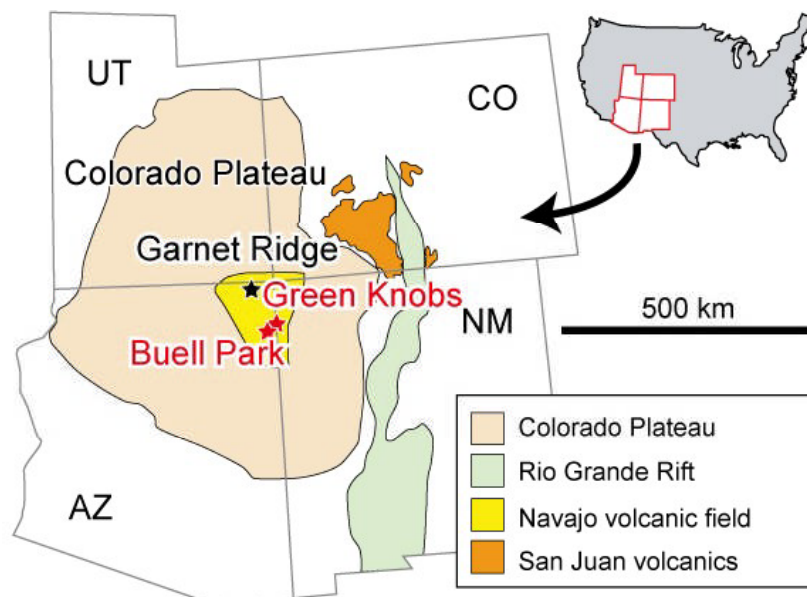 UT
CO
Colorado Plateau
Garnet Ridge
Green Knobs
NM
500 km
Buell Park
AZ
Colorado Plateau
Rio Grande Rift
Navajo volcanic field
San Juan volcanics